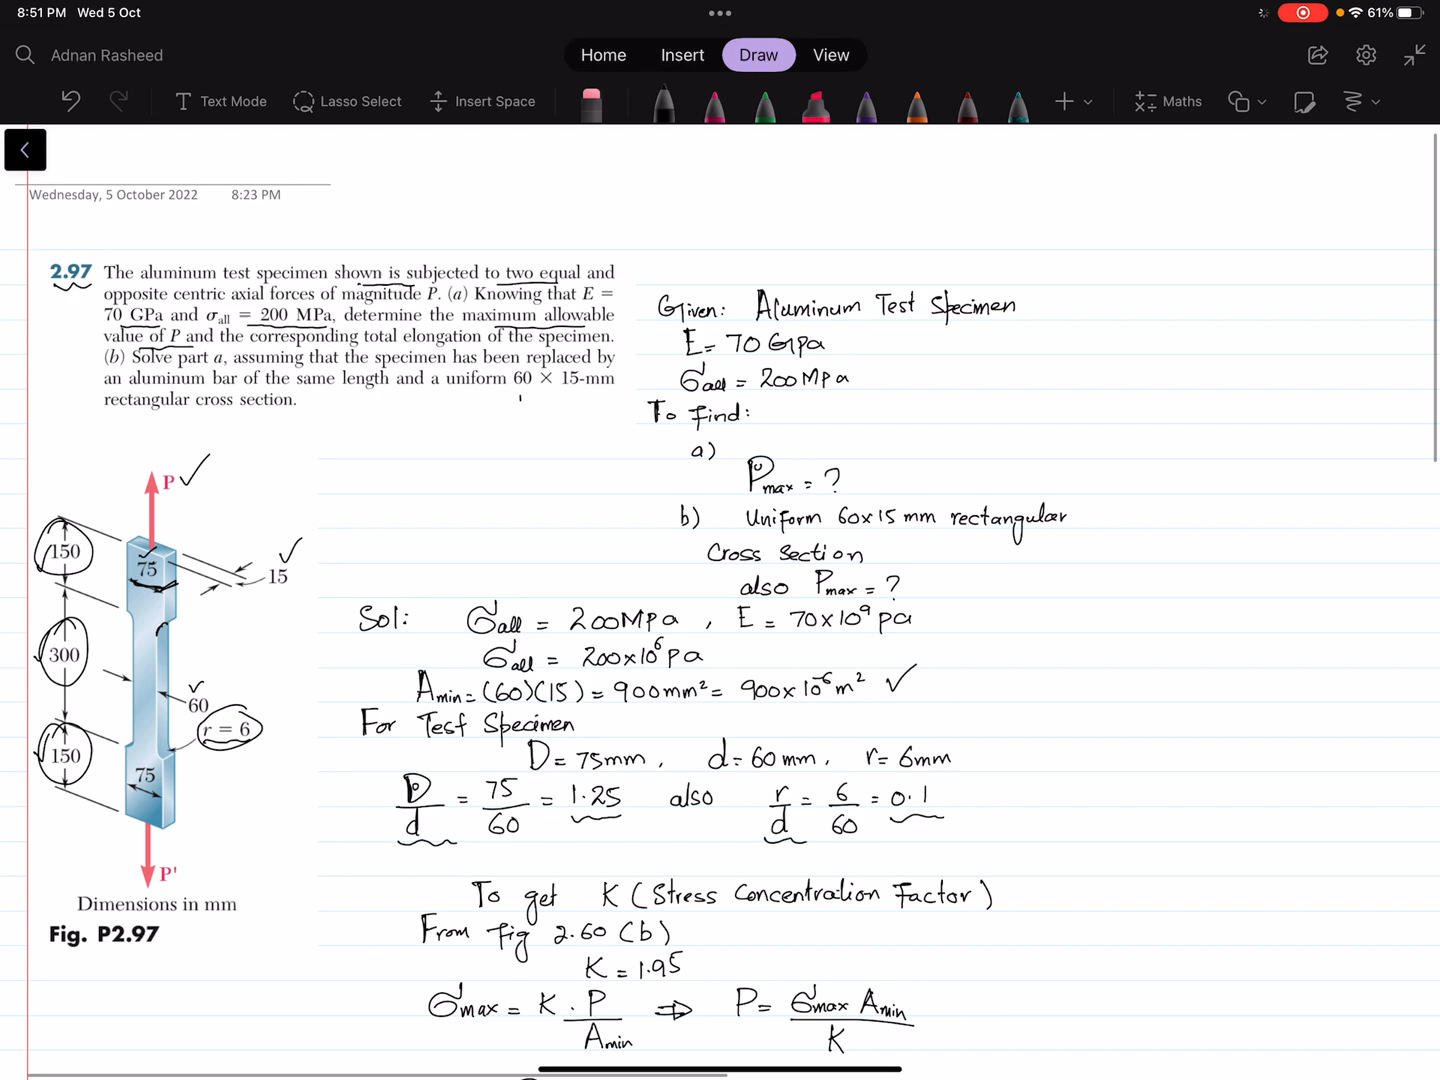 8:51 PM Wed 5 Oct
61%
Adnan Rasheed
Home Insert Draw View
Text Mode Lasso Select Insert Space Maths
Wednesday, 5 October 2022 8:23 PM
2.97 The aluminum test specimen shown is subjected to two equal and
opposite centric axial forces of magnitude P. (a) Knowing that E =
70 GPa and σall = 200 MPa, determine the maximum allowable
value of P and the corresponding total elongation of the specimen.
(b) Solve part a, assuming that the specimen has been replaced by
an aluminum bar of the same length and a uniform 60 × 15-mm
rectangular cross section.
P
150
75
15
300
60
r = 6
150
75
P'
Dimensions in mm
Fig. P2.97
Given: Aluminum Test Specimen
E = 70 GPa
σall = 200 MPa
To find:
a)
Pmax = ?
b) Uniform 60x15 mm rectangular
Cross Section
also Pmax = ?
Sol: σall = 200 MPa , E = 70x10⁹ pa
σall = 200x10⁶ pa
Amin = (60)(15) = 900mm² = 900x10⁻⁶ m² ✓
For Test Specimen
D = 75mm, d = 60 mm, r = 6mm
D/d = 75/60 = 1.25 also r/d = 6/60 = 0.1
To get K (Stress Concentration Factor)
From fig 2.60 (b)
K = 1.95
σmax = K . P/Amin ⇒ P = σmax Amin/K